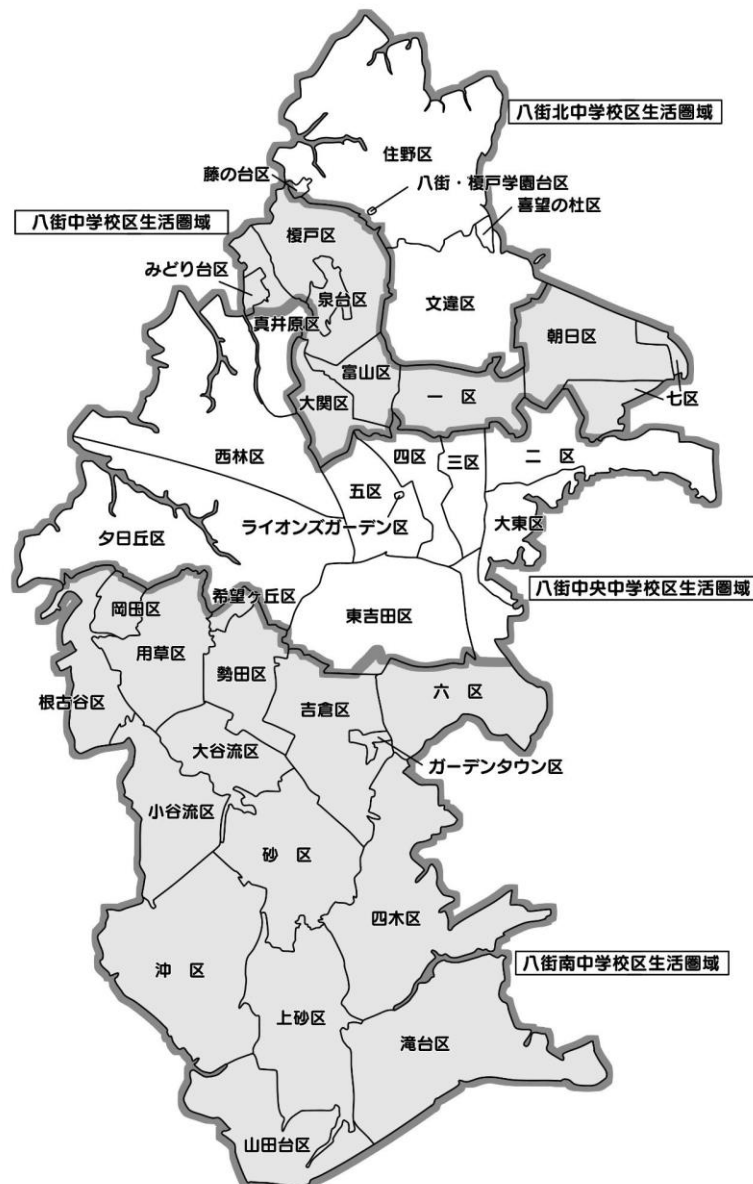 八街北中学校区生活圏域
住野区
藤の台区
八街・榎戸学園台区
八街中学校区生活圏域
喜望の杜区
榎戸区
みどり台区
泉台区
文違区
真井原区
朝日区
富山区
大関区
一 区
七区
西林区
四区
三区
二 区
五区
ライオンズガーデン区
大東区
夕日丘区
八街中央中学校区生活圏域
希望ヶ丘区
岡田区
東吉田区
用草区
勢田区
根古谷区
吉倉区
六 区
大谷流区
ガーデンタウン区
小谷流区
砂 区
四木区
沖 区
八街南中学校区生活圏域
上砂区
滝台区
山田台区